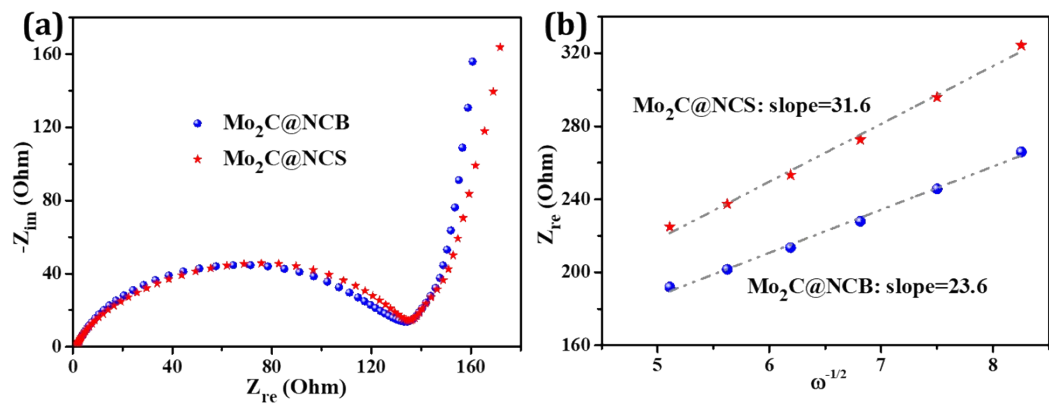 (a)
160
120
80
40
0
-Z_im (Ohm)
Mo₂C@NCB
Mo₂C@NCS
0 40 80 120 160
Z_re (Ohm)
(b)
320
280
240
200
160
Z_re (Ohm)
Mo₂C@NCS: slope=31.6
Mo₂C@NCB: slope=23.6
5 6 7 8
ω^-1/2